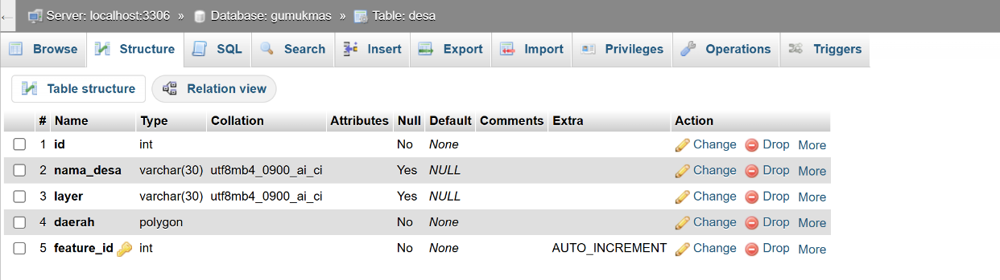 Server: localhost:3306 » Database: gumukmas » Table: desa
Browse Structure SQL Search Insert Export Import Privileges Operations Triggers
Table structure Relation view
# Name Type Collation Attributes Null Default Comments Extra Action
1 id int No None Change Drop More
2 nama_desa varchar(30) utf8mb4_0900_ai_ci Yes NULL Change Drop More
3 layer varchar(30) utf8mb4_0900_ai_ci Yes NULL Change Drop More
4 daerah polygon No None Change Drop More
5 feature_id int No None AUTO_INCREMENT Change Drop More